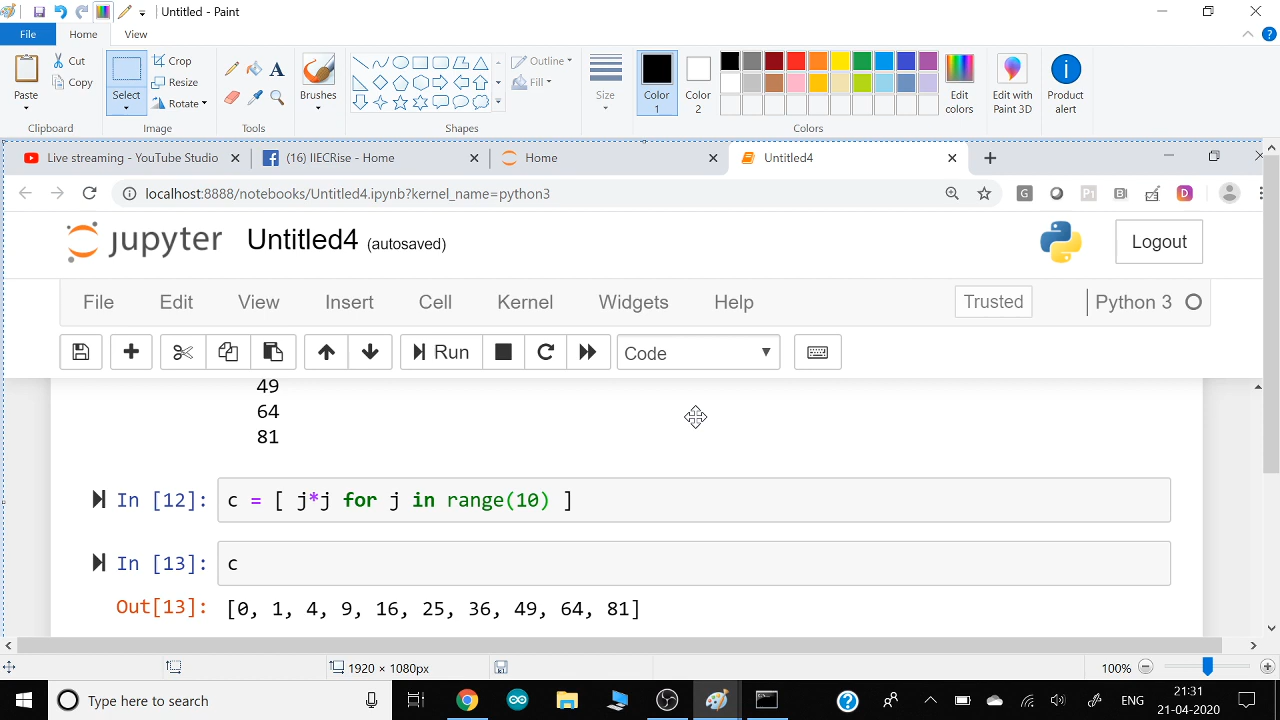 Untitled - Paint
File Home View
Paste
Cut
Copy
Clipboard
Select
Crop
Rotate
Image
Tools
Brushes
Outline
Fill
Shapes
Size
Color 1
Color 2
Edit colors
Colors
Edit with Paint 3D
Product alert
Live streaming - YouTube Studio
(16) IIECRise - Home
Home
Untitled4
localhost:8888/notebooks/Untitled4.ipynb?kernel_name=python3
jupyter Untitled4 (autosaved)
Logout
File Edit View Insert Cell Kernel Widgets Help
Trusted
Python 3
Run
Code
49
64
81
In [12]: c = [ j*j for j in range(10) ]
In [13]: c
Out[13]: [0, 1, 4, 9, 16, 25, 36, 49, 64, 81]
1920 × 1080px
100%
Type here to search
ENG
21:31
21-04-2020